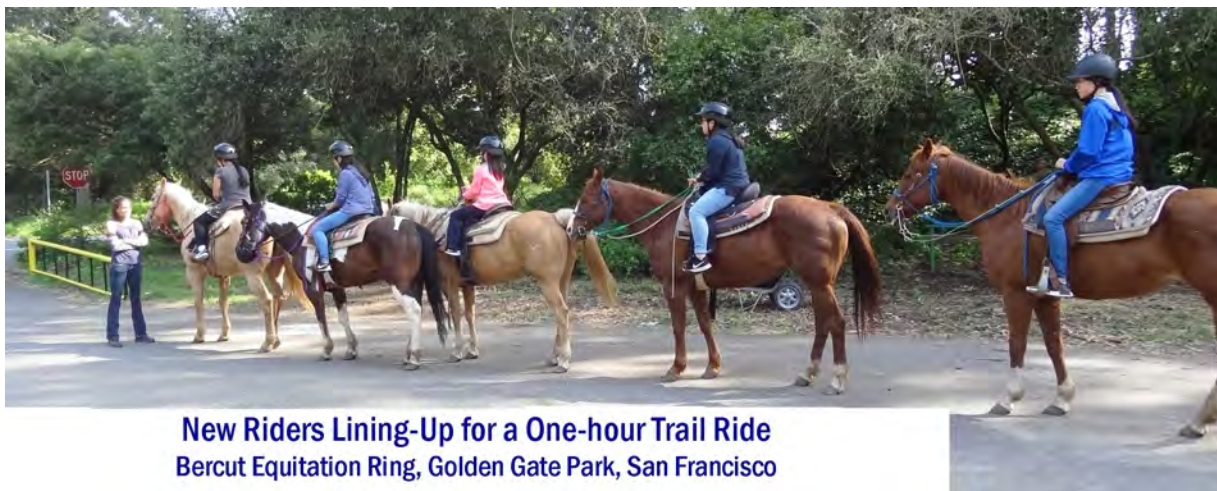 STOP
New Riders Lining-Up for a One-hour Trail Ride
Bercut Equitation Ring, Golden Gate Park, San Francisco